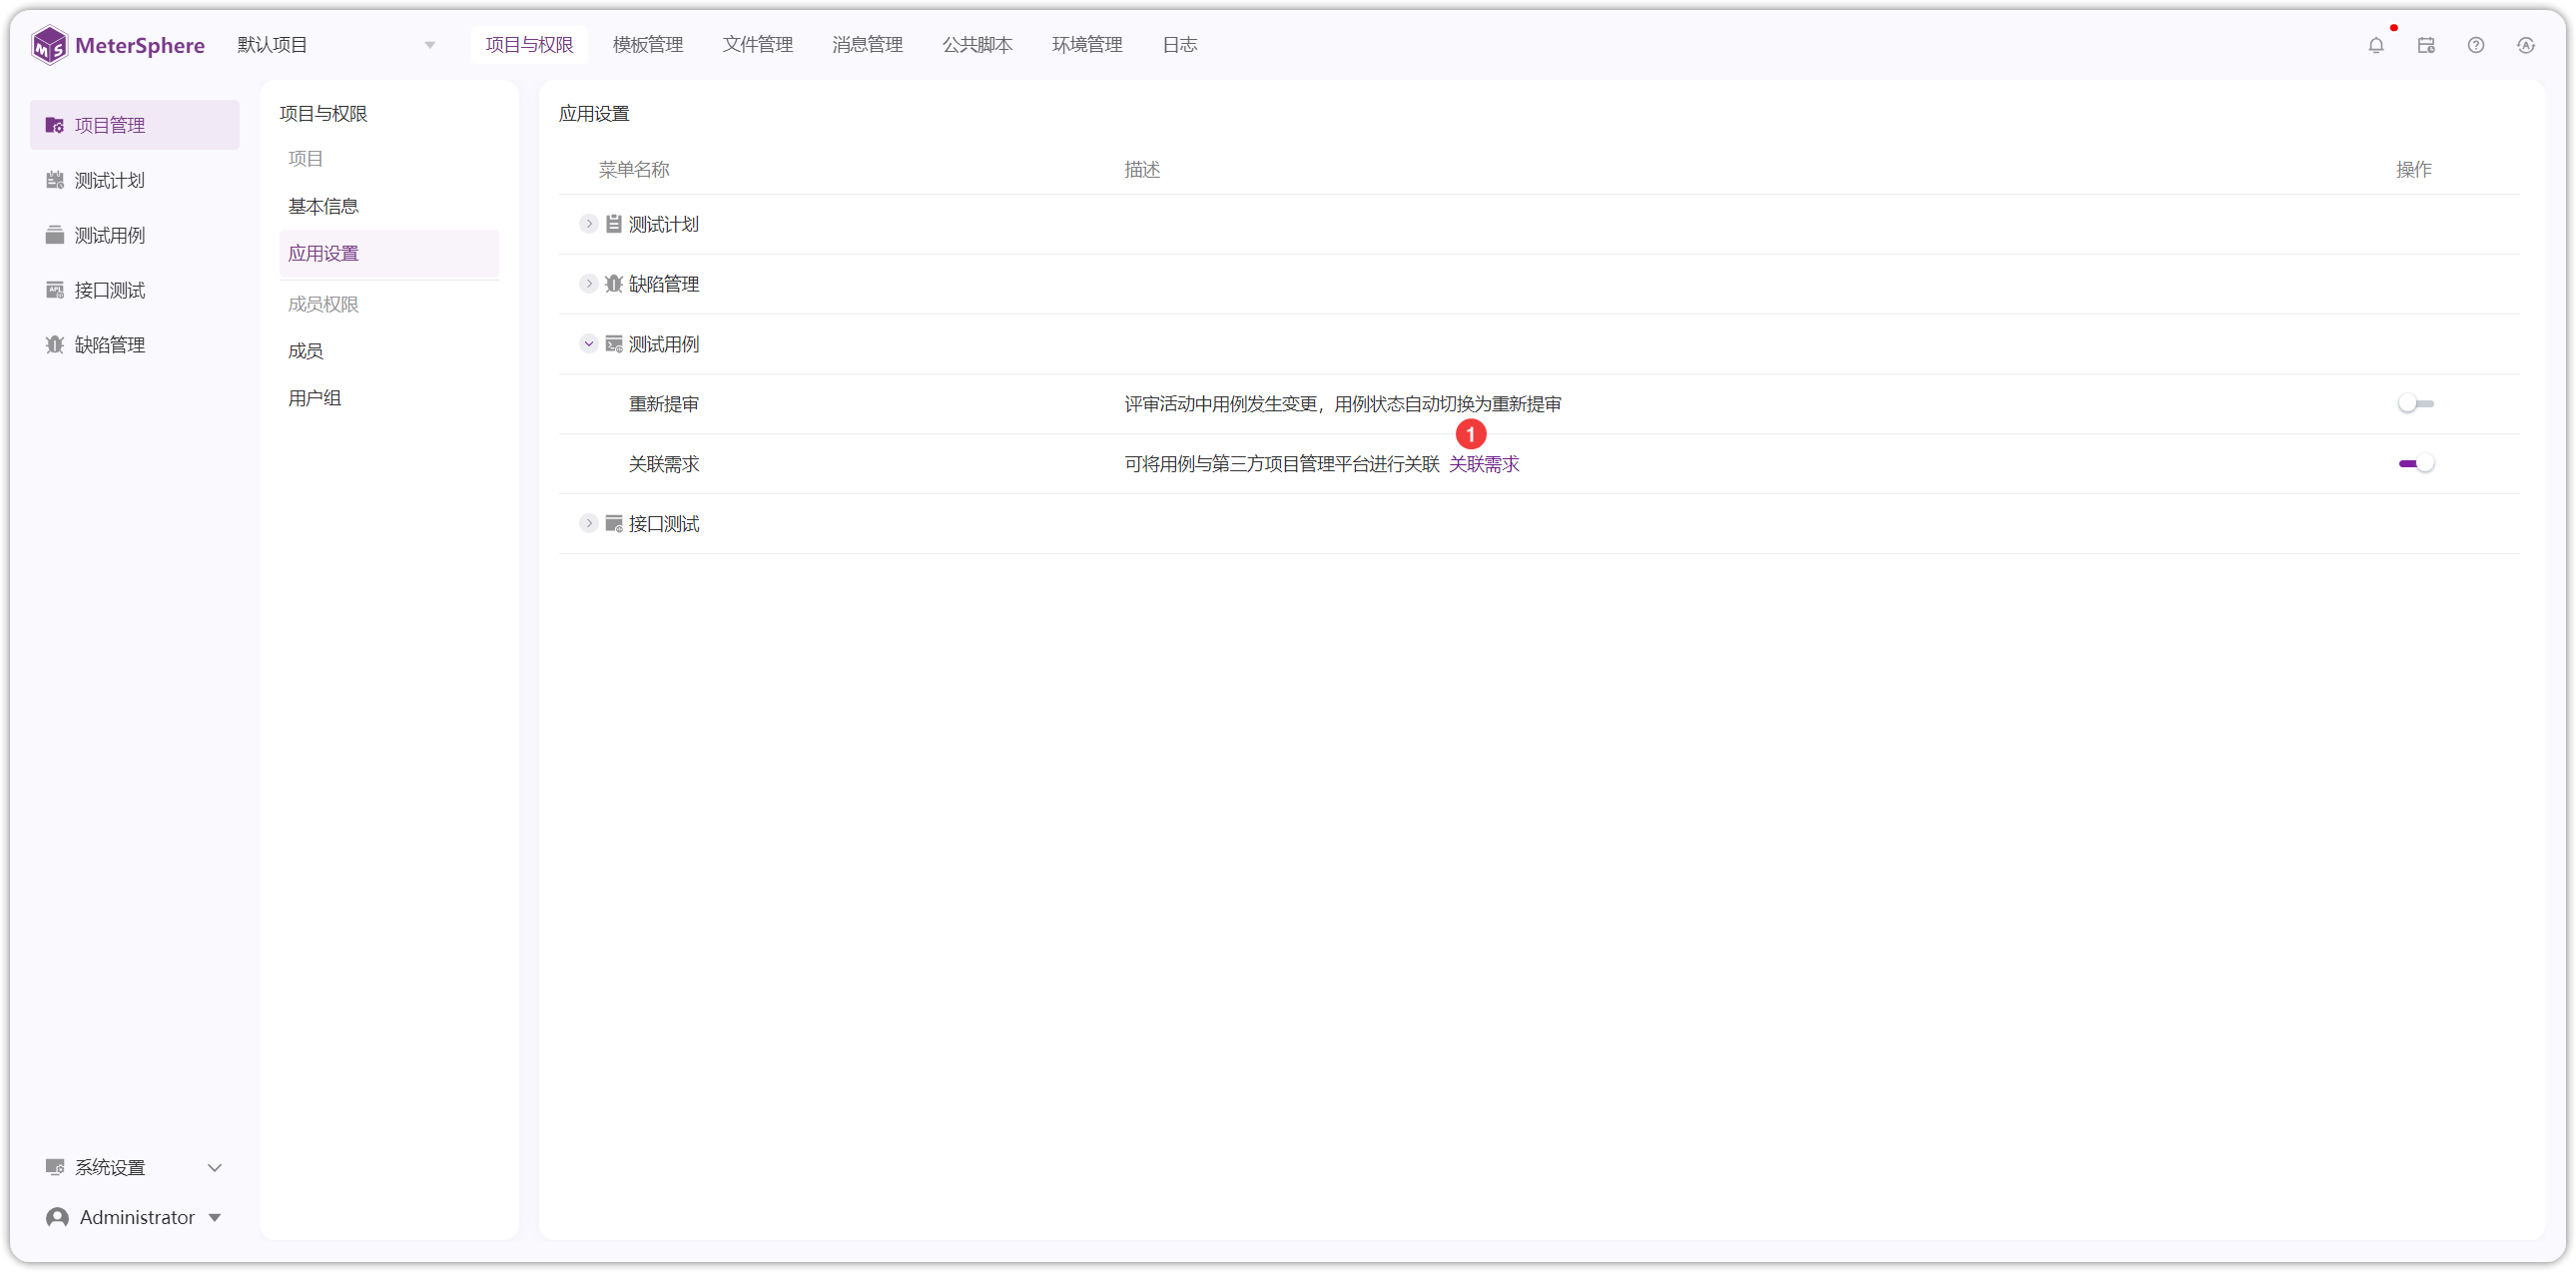 MeterSphere 默认项目 项目与权限 模板管理 文件管理 消息管理 公共脚本 环境管理 日志
项目管理
测试计划
测试用例
接口测试
缺陷管理
系统设置
Administrator
项目与权限
项目
基本信息
应用设置
成员权限
成员
用户组
应用设置
菜单名称 描述 操作
测试计划
缺陷管理
测试用例
重新提审 评审活动中用例发生变更，用例状态自动切换为重新提审
1
关联需求 可将用例与第三方项目管理平台进行关联 关联需求
接口测试